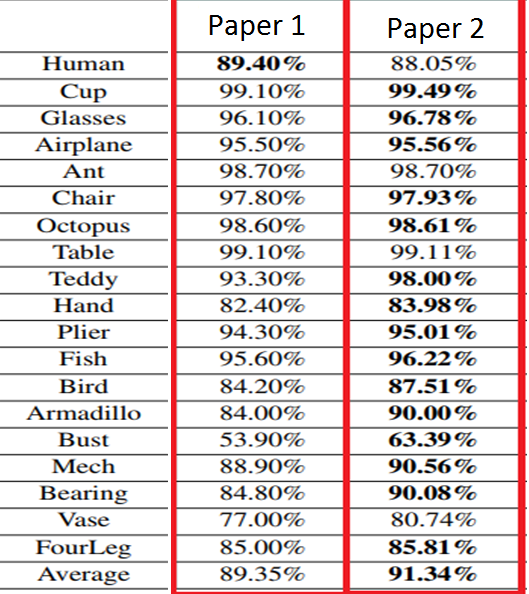 Paper 1 Paper 2
Human 89.40% 88.05%
Cup 99.10% 99.49%
Glasses 96.10% 96.78%
Airplane 95.50% 95.56%
Ant 98.70% 98.70%
Chair 97.80% 97.93%
Octopus 98.60% 98.61%
Table 99.10% 99.11%
Teddy 93.30% 98.00%
Hand 82.40% 83.98%
Plier 94.30% 95.01%
Fish 95.60% 96.22%
Bird 84.20% 87.51%
Armadillo 84.00% 90.00%
Bust 53.90% 63.39%
Mech 88.90% 90.56%
Bearing 84.80% 90.08%
Vase 77.00% 80.74%
FourLeg 85.00% 85.81%
Average 89.35% 91.34%